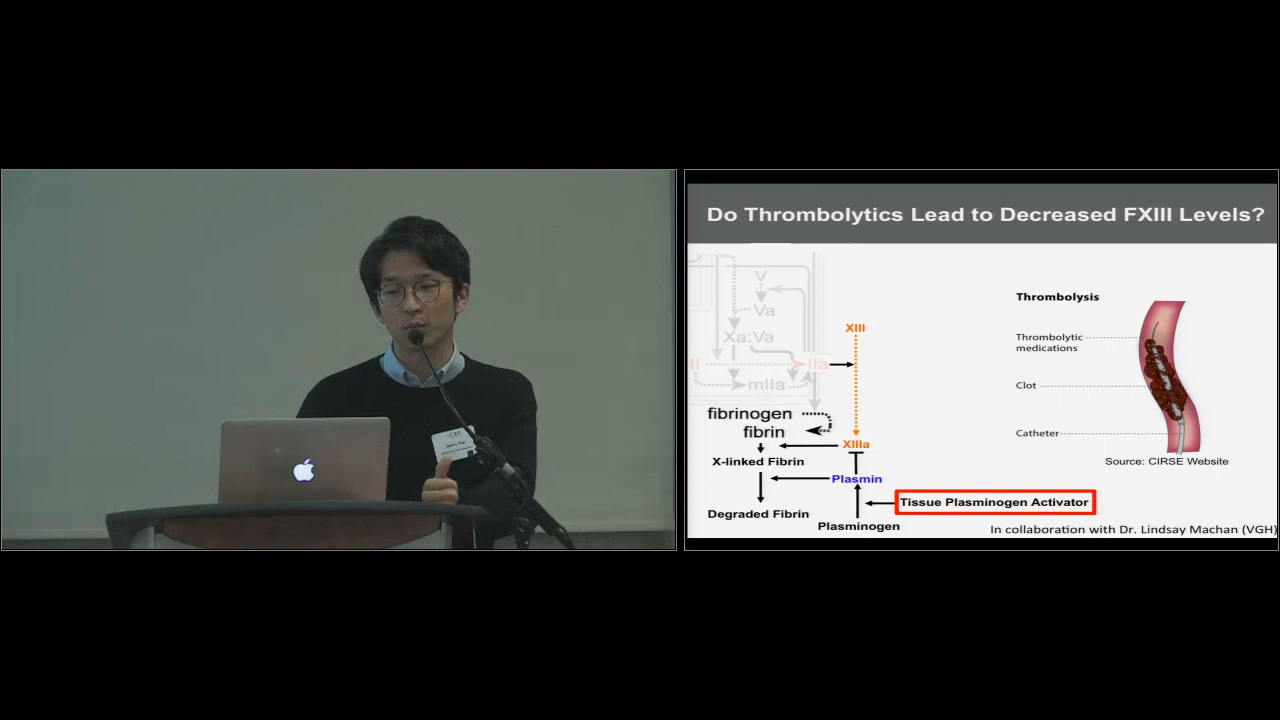 Do Thrombolytics Lead to Decreased FXIII Levels?
V
Va
Xa:Va
II
IIa
mIIa
XIII
fibrinogen
fibrin
XIIIa
X-linked Fibrin
Plasmin
Degraded Fibrin
Tissue Plasminogen Activator
Plasminogen
Thrombolysis
Thrombolytic
medications
Clot
Catheter
Source: CIRSE Website
In collaboration with Dr. Lindsay Machan (VGH)